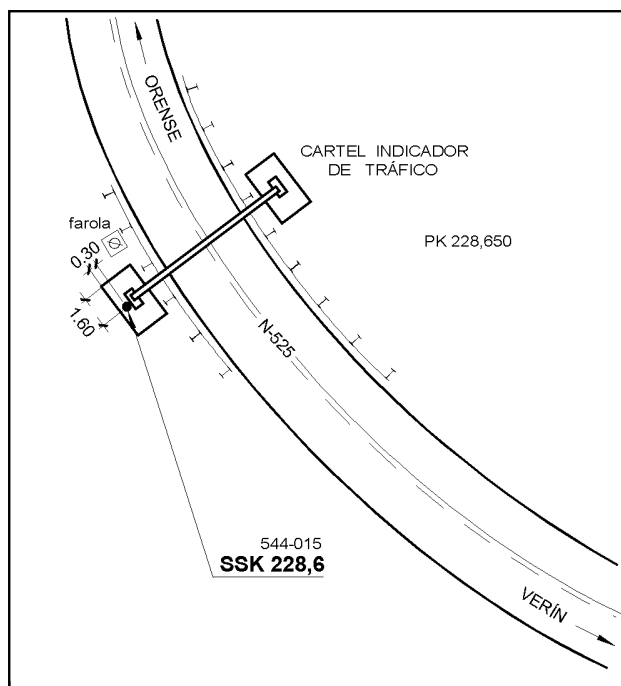 ORENSE
CARTEL INDICADOR
DE TRÁFICO
farola
0.30
PK 228,650
1.60
N-525
544-015
SSK 228,6
VERÍN